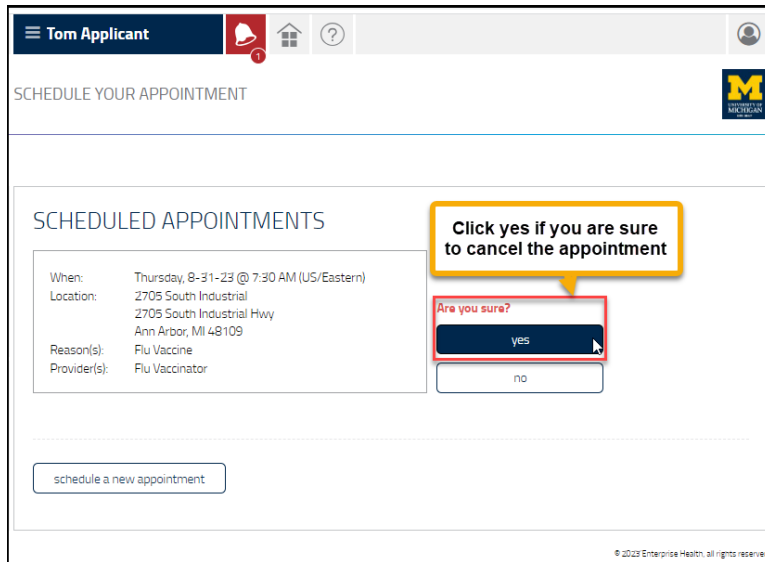 Tom Applicant
1
SCHEDULE YOUR APPOINTMENT
M
UNIVERSITY OF
MICHIGAN
SCHEDULED APPOINTMENTS
Click yes if you are sure
to cancel the appointment
When: Thursday, 8-31-23 @ 7:30 AM (US/Eastern)
Location: 2705 South Industrial
2705 South Industrial Hwy
Ann Arbor, MI 48109
Reason(s): Flu Vaccine
Provider(s): Flu Vaccinator
Are you sure?
yes
no
schedule a new appointment
© 2023 Enterprise Health, all rights reserve